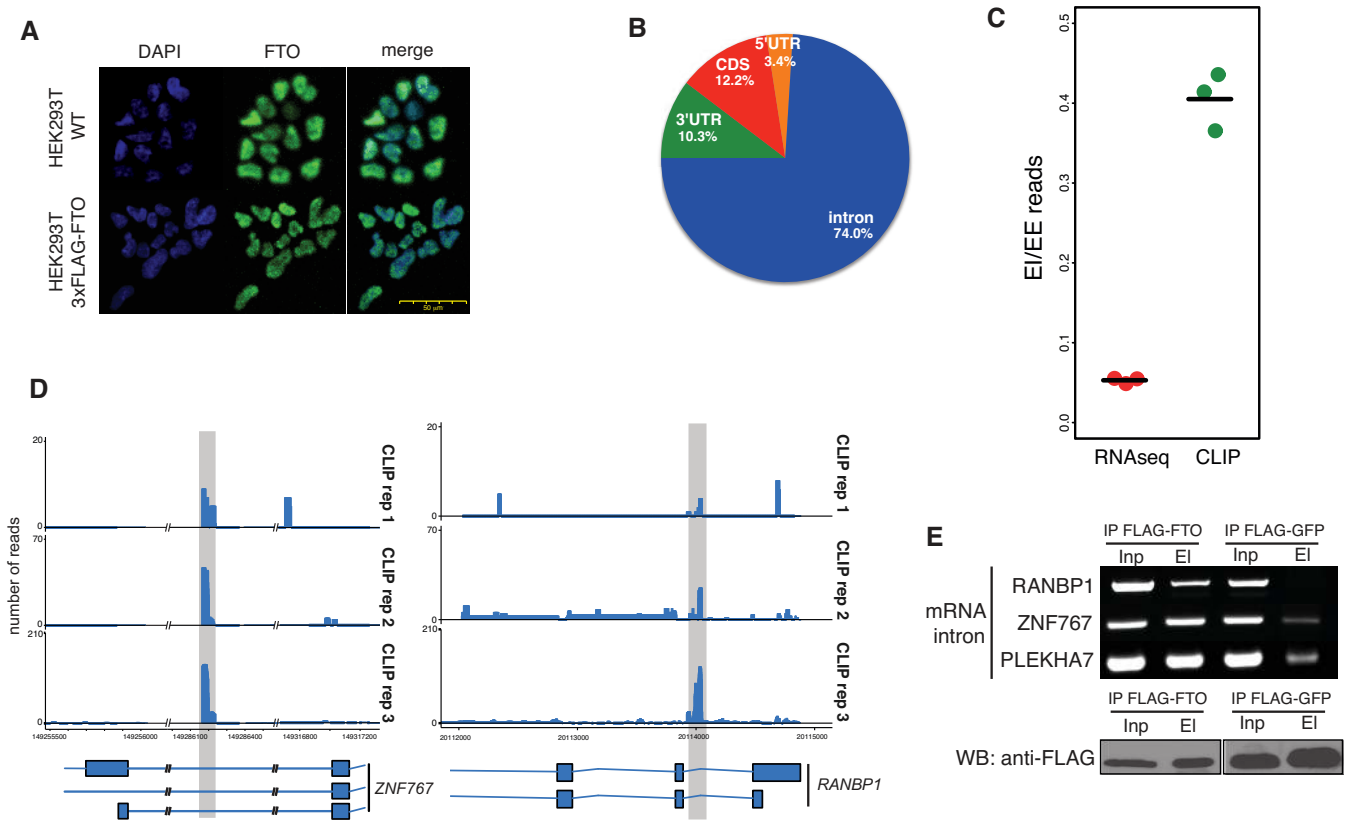 A
DAPI
FTO
merge
HEK293T
WT
HEK293T
3xFLAG-FTO
50 μm
B
5'UTR
3.4%
CDS
12.2%
3'UTR
10.3%
intron
74.0%
C
EI/EE reads
0.5
0.4
0.3
0.2
0.1
0.0
RNAseq
CLIP
D
number of reads
20
0
CLIP rep 1
70
0
CLIP rep 2
210
0
CLIP rep 3
149255500
149256000
149286100
149286400
149316800
149317200
ZNF767
20
0
CLIP rep 1
70
0
CLIP rep 2
210
0
CLIP rep 3
20112000
20113000
20114000
20115000
RANBP1
E
IP FLAG-FTO
IP FLAG-GFP
Inp
El
Inp
El
mRNA
intron
RANBP1
ZNF767
PLEKHA7
IP FLAG-FTO
IP FLAG-GFP
Inp
El
Inp
El
WB: anti-FLAG